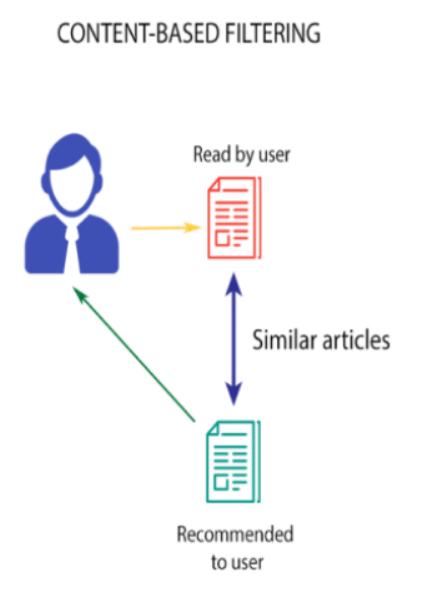 CONTENT-BASED FILTERING
Read by user
Similar articles
Recommended
to user